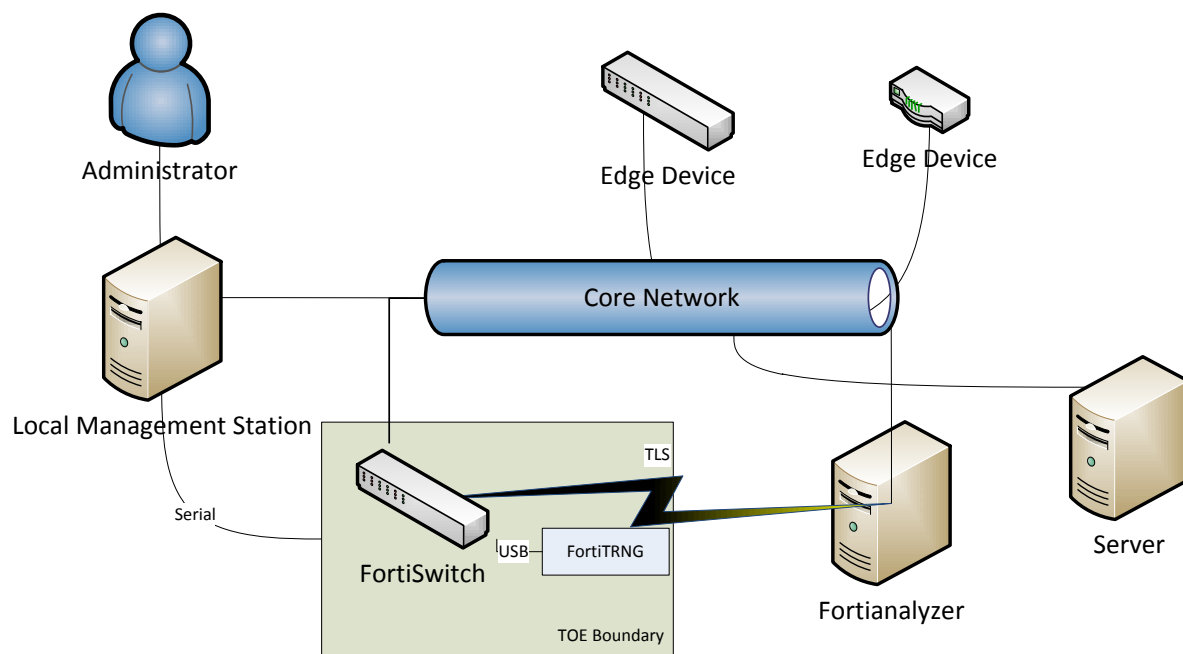 Administrator
Edge Device
Edge Device
Core Network
Local Management Station
TLS
Serial
USB
FortiTRNG
FortiSwitch
Server
Fortianalyzer
TOE Boundary